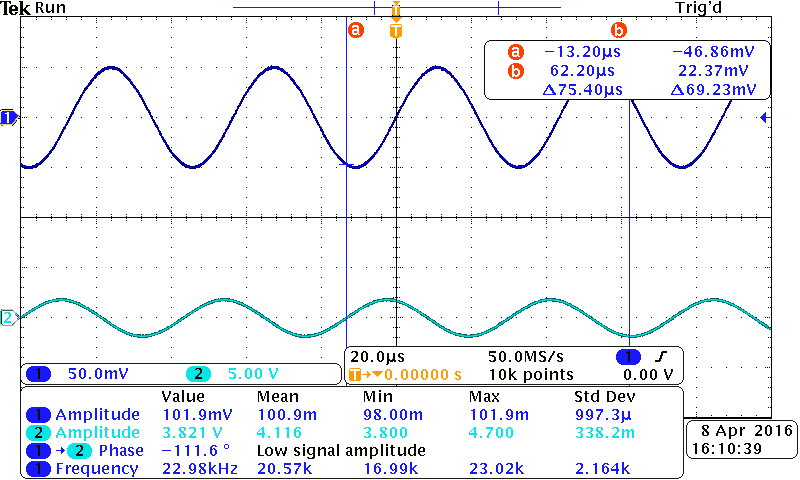 Tek Run Trig'd
a b
T
a −13.20µs −46.86mV
b 62.20µs 22.37mV
Δ75.40µs Δ69.23mV
1
2
1 50.0mV 2 5.00 V
20.0µs 50.0MS/s 1
T→▼0.00000 s 10k points 0.00 V
Value Mean Min Max Std Dev
1 Amplitude 101.9mV 100.9m 98.00m 101.9m 997.3µ
2 Amplitude 3.821 V 4.116 3.800 4.700 338.2m
1 → 2 Phase −111.6 ° Low signal amplitude
1 Frequency 22.98kHz 20.57k 16.99k 23.02k 2.164k
8 Apr 2016
16:10:39